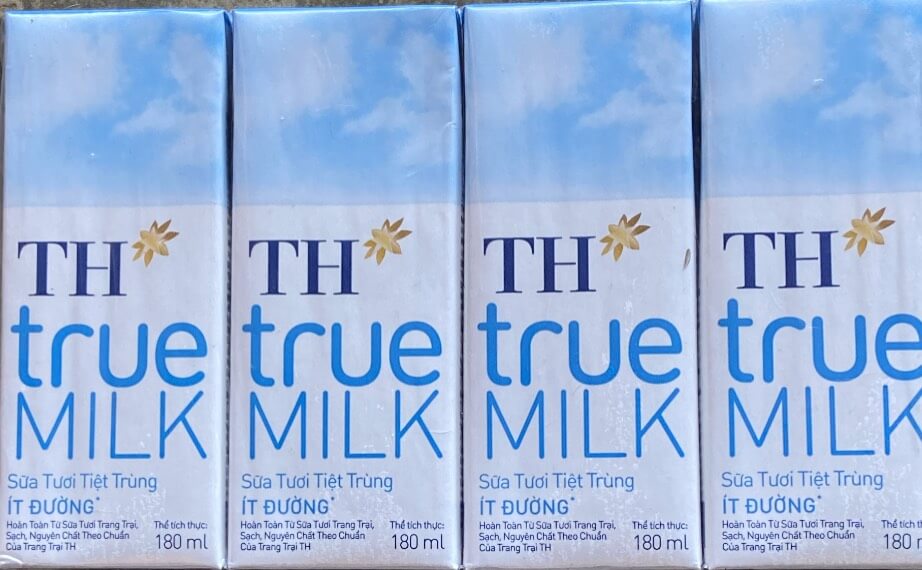 TH
true
MILK
Sữa Tươi Tiệt Trùng
ÍT ĐƯỜNG*
Hoàn Toàn Từ Sữa Tươi Trang Trại,
Sạch, Nguyên Chất Theo Chuẩn
Của Trang Trại TH
Thể tích thực:
180 ml
TH
true
MILK
Sữa Tươi Tiệt Trùng
ÍT ĐƯỜNG*
Hoàn Toàn Từ Sữa Tươi Trang Trại,
Sạch, Nguyên Chất Theo Chuẩn
Của Trang Trại TH
Thể tích thực:
180 ml
TH
true
MILK
Sữa Tươi Tiệt Trùng
ÍT ĐƯỜNG*
Hoàn Toàn Từ Sữa Tươi Trang Trại,
Sạch, Nguyên Chất Theo Chuẩn
Của Trang Trại TH
Thể tích thực:
180 ml
TH
true
MILK
Sữa Tươi Tiệt Trùng
ÍT ĐƯỜNG*
Hoàn Toàn Từ Sữa Tươi Trang Trại,
Sạch, Nguyên Chất Theo Chuẩn
Của Trang Trại TH
Thể tích
180